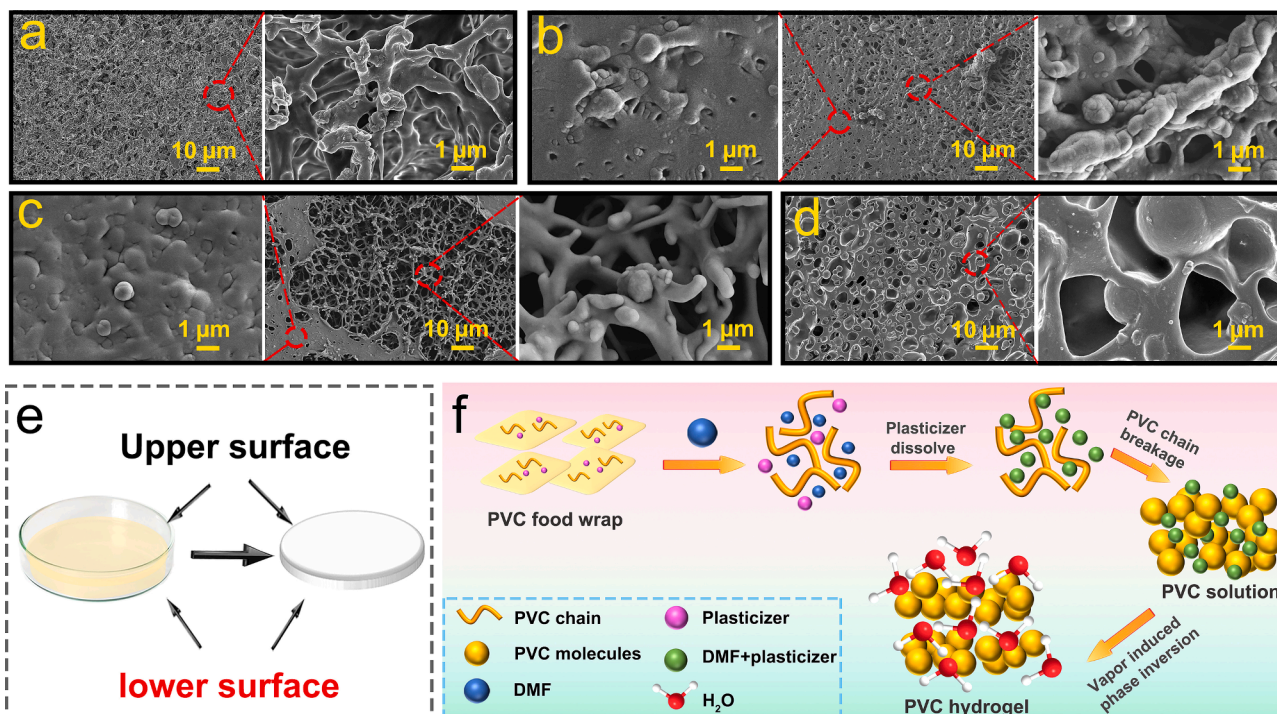 a
10 µm
1 µm
b
1 µm
10 µm
1 µm
c
1 µm
10 µm
1 µm
d
10 µm
1 µm
e
Upper surface
lower surface
f
PVC food wrap
Plasticizer
dissolve
PVC chain
breakage
PVC solution
Vapor induced
phase inversion
PVC hydrogel
PVC chain
PVC molecules
DMF
Plasticizer
DMF+plasticizer
H₂O